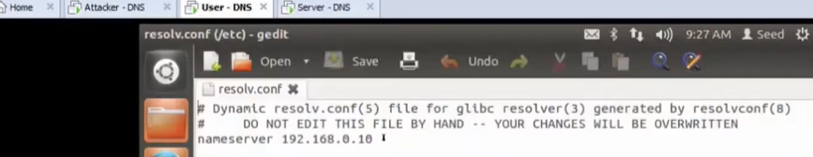 Home Attacker - DNS User - DNS Server - DNS
resolv.conf (/etc) - gedit 9:27 AM Seed
Open Save Undo
resolv.conf
# Dynamic resolv.conf(5) file for glibc resolver(3) generated by resolvconf(8)
#     DO NOT EDIT THIS FILE BY HAND -- YOUR CHANGES WILL BE OVERWRITTEN
nameserver 192.168.0.10